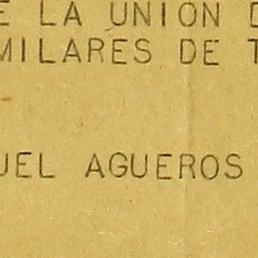 E LA UNION D
MILARES DE T
UEL AGUEROS